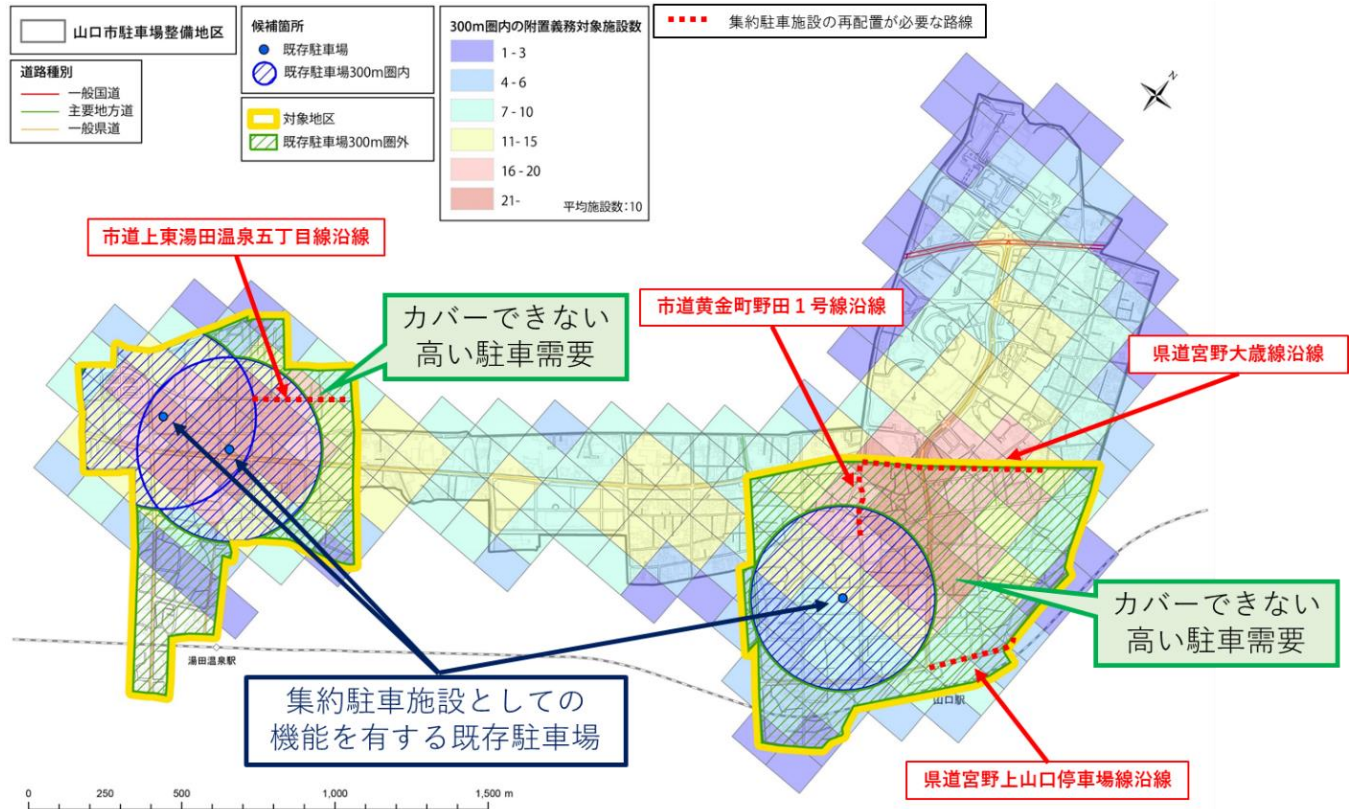 山口市駐車場整備地区
道路種別
一般国道
主要地方道
一般県道
候補箇所
既存駐車場
既存駐車場300m圏内
対象地区
既存駐車場300m圏外
300m圏内の附置義務対象施設数
1 - 3
4 - 6
7 - 10
11- 15
16 - 20
21-
平均施設数:10
集約駐車施設の再配置が必要な路線
N
市道上東湯田温泉五丁目線沿線
カバーできない
高い駐車需要
市道黄金町野田1号線沿線
県道宮野大歳線沿線
カバーできない
高い駐車需要
湯田温泉駅
集約駐車施設としての
機能を有する既存駐車場
山口駅
県道宮野上山口停車場線沿線
0 250 500 1,000 1,500 m